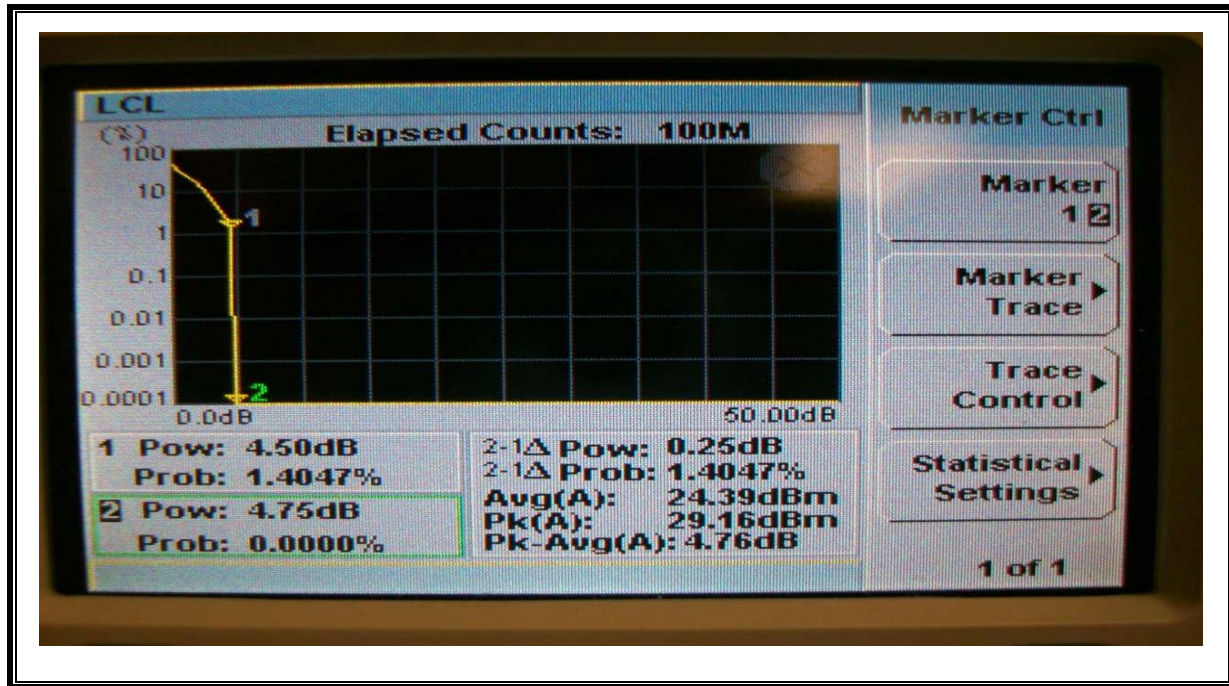 LCL
(%)
Elapsed Counts: 100M
100
10
1
0.1
0.01
0.001
0.0001
1
2
0.0dB
50.00dB
1 Pow: 4.50dB
Prob: 1.4047%
2 Pow: 4.75dB
Prob: 0.0000%
2-1Δ Pow: 0.25dB
2-1Δ Prob: 1.4047%
Avg(A): 24.39dBm
Pk(A): 29.16dBm
Pk-Avg(A): 4.76dB
Marker Ctrl
Marker
1 2
Marker
Trace
Trace
Control
Statistical
Settings
1 of 1